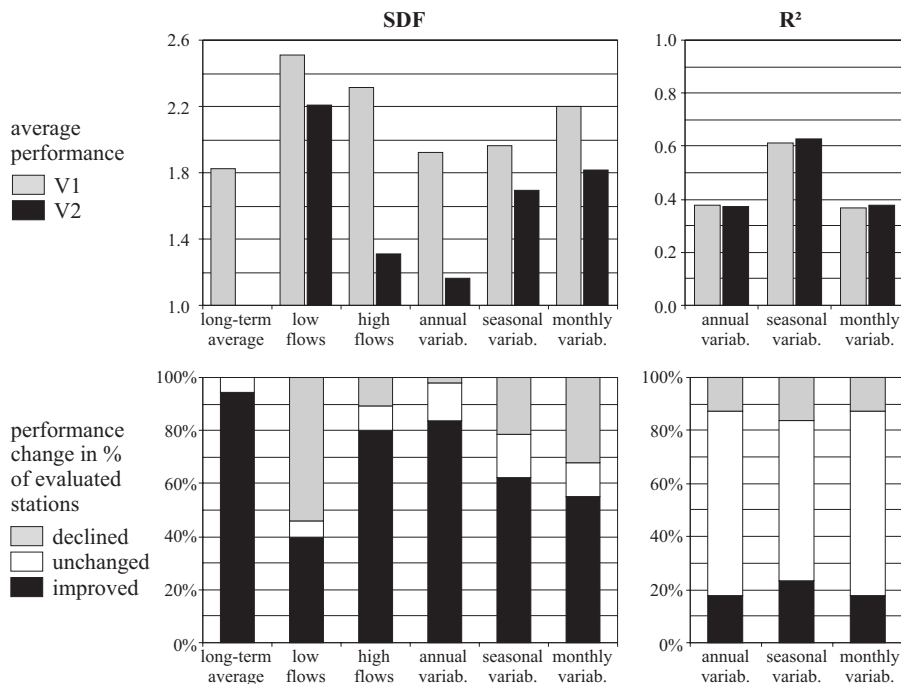 SDF
R²
2.6
2.2
1.8
1.4
1.0
1.0
0.8
0.6
0.4
0.2
0.0
average
performance
V1
V2
long-term
average
low
flows
high
flows
annual
variab.
seasonal
variab.
monthly
variab.
annual
variab.
seasonal
variab.
monthly
variab.
100%
80%
60%
40%
20%
0%
100%
80%
60%
40%
20%
0%
performance
change in %
of evaluated
stations
declined
unchanged
improved
long-term
average
low
flows
high
flows
annual
variab.
seasonal
variab.
monthly
variab.
annual
variab.
seasonal
variab.
monthly
variab.